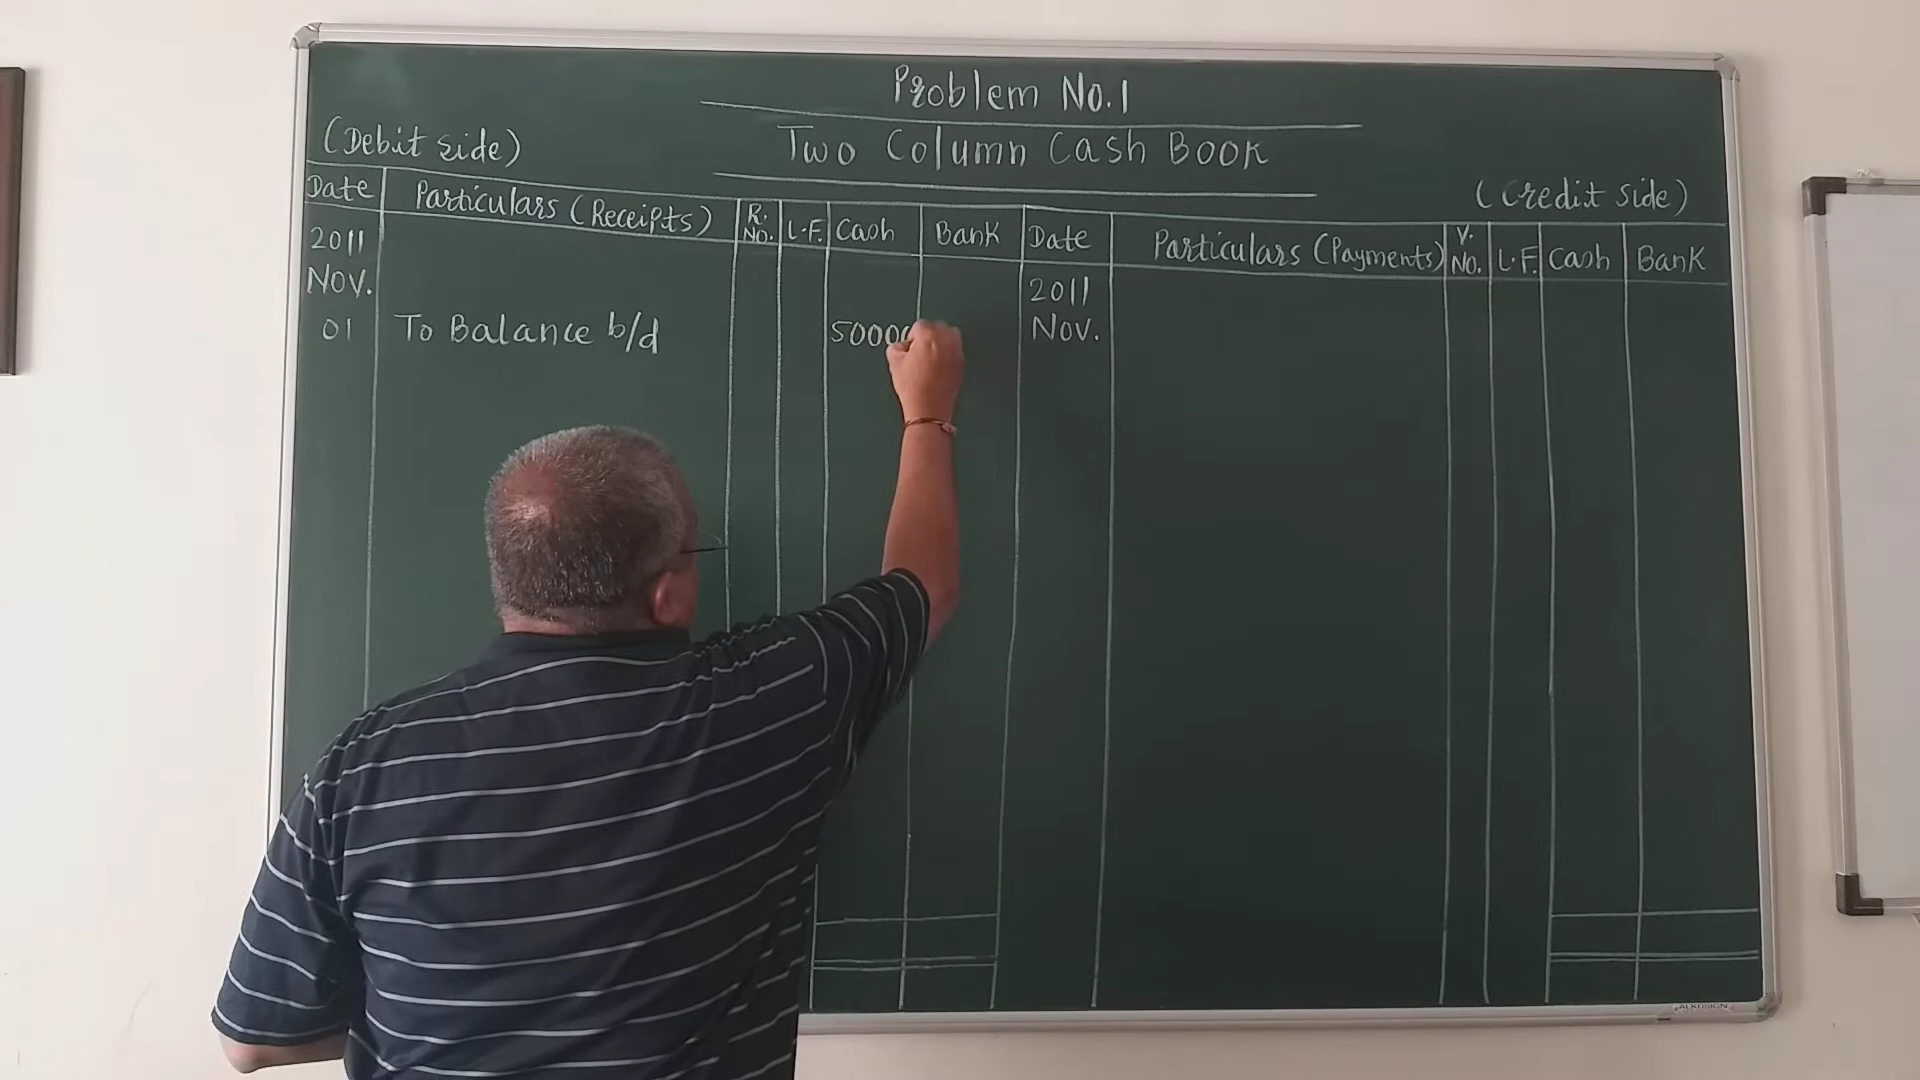 Problem No.1
Two Column Cash Book
(Debit side)
(Credit side)
Date Particulars (Receipts) R. No. L.F. Cash Bank Date Particulars (Payments) V. No. L.F. Cash Bank
2011
Nov.
01 To Balance b/d
2011
Nov.